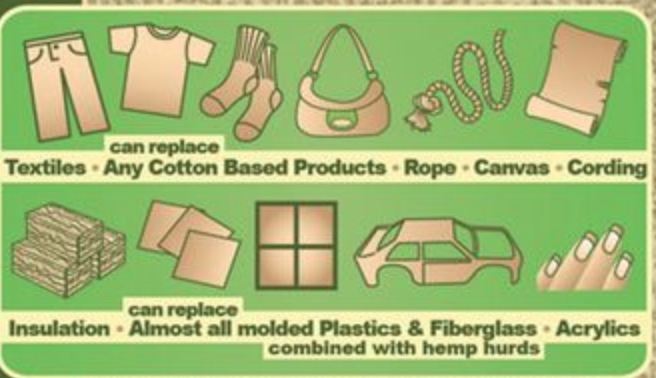 can replace
Textiles • Any Cotton Based Products • Rope • Canvas • Cording
can replace
Insulation • Almost all molded Plastics & Fiberglass • Acrylics
combined with hemp hurds